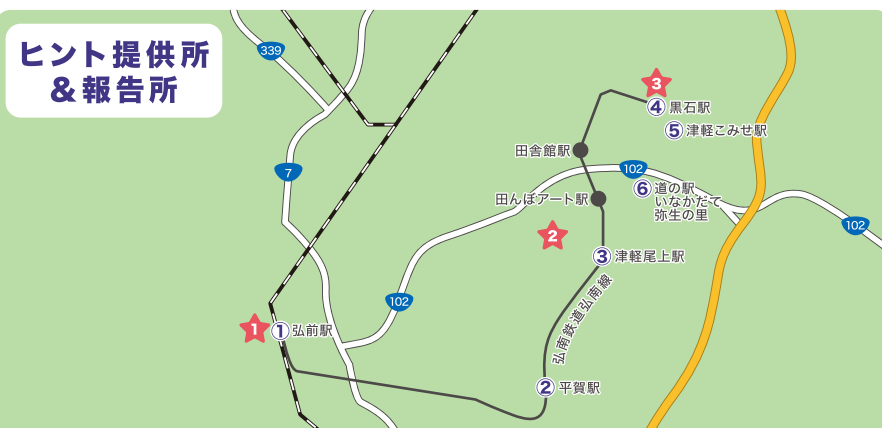 ヒント提供所
＆報告所
339
3
④ 黒石駅
⑤ 津軽こみせ駅
田舎館駅
102
7
⑥ 道の駅
いなかだて
弥生の里
田んぼアート駅
102
2
③ 津軽尾上駅
弘南鉄道弘南線
102
1
① 弘前駅
② 平賀駅